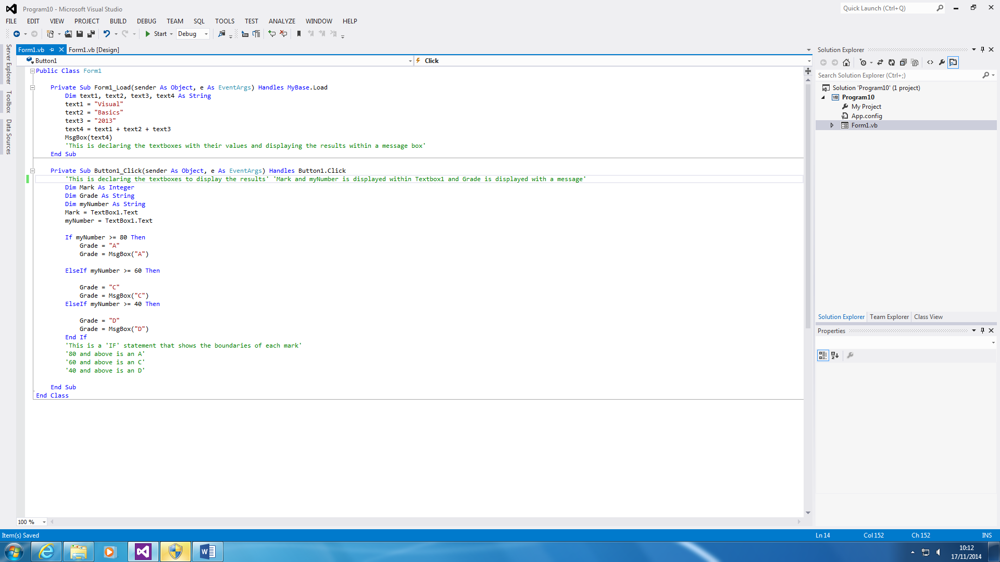 Program10 - Microsoft Visual Studio
Quick Launch (Ctrl+Q)
FILE EDIT VIEW PROJECT BUILD DEBUG TEAM SQL TOOLS TEST ANALYZE WINDOW HELP
Start Debug
Server Explorer
Toolbox
Data Sources
Form1.vb Form1.vb [Design]
Button1 Click
Public Class Form1
Private Sub Form1_Load(sender As Object, e As EventArgs) Handles MyBase.Load
Dim text1, text2, text3, text4 As String
text1 = "Visual"
text2 = "Basics"
text3 = "2013"
text4 = text1 + text2 + text3
MsgBox(text4)
'This is declaring the textboxes with their values and displaying the results within a message box'
End Sub
Private Sub Button1_Click(sender As Object, e As EventArgs) Handles Button1.Click
'This is declaring the textboxes to display the results' 'Mark and myNumber is displayed within Textbox1 and Grade is displayed with a message'
Dim Mark As Integer
Dim Grade As String
Dim myNumber As String
Mark = TextBox1.Text
myNumber = TextBox1.Text
If myNumber >= 80 Then
Grade = "A"
Grade = MsgBox("A")
ElseIf myNumber >= 60 Then
Grade = "C"
Grade = MsgBox("C")
ElseIf myNumber >= 40 Then
Grade = "D"
Grade = MsgBox("D")
End If
'This is a 'IF' statement that shows the boundaries of each mark'
'80 and above is an A'
'60 and above is an C'
'40 and above is an D'
End Sub
End Class
100 %
Solution Explorer
Search Solution Explorer (Ctrl+;)
Solution 'Program10' (1 project)
VB Program10
My Project
App.config
Form1.vb
Solution Explorer Team Explorer Class View
Properties
Item(s) Saved
Ln 14 Col 152 Ch 152 INS
10:12
17/11/2014